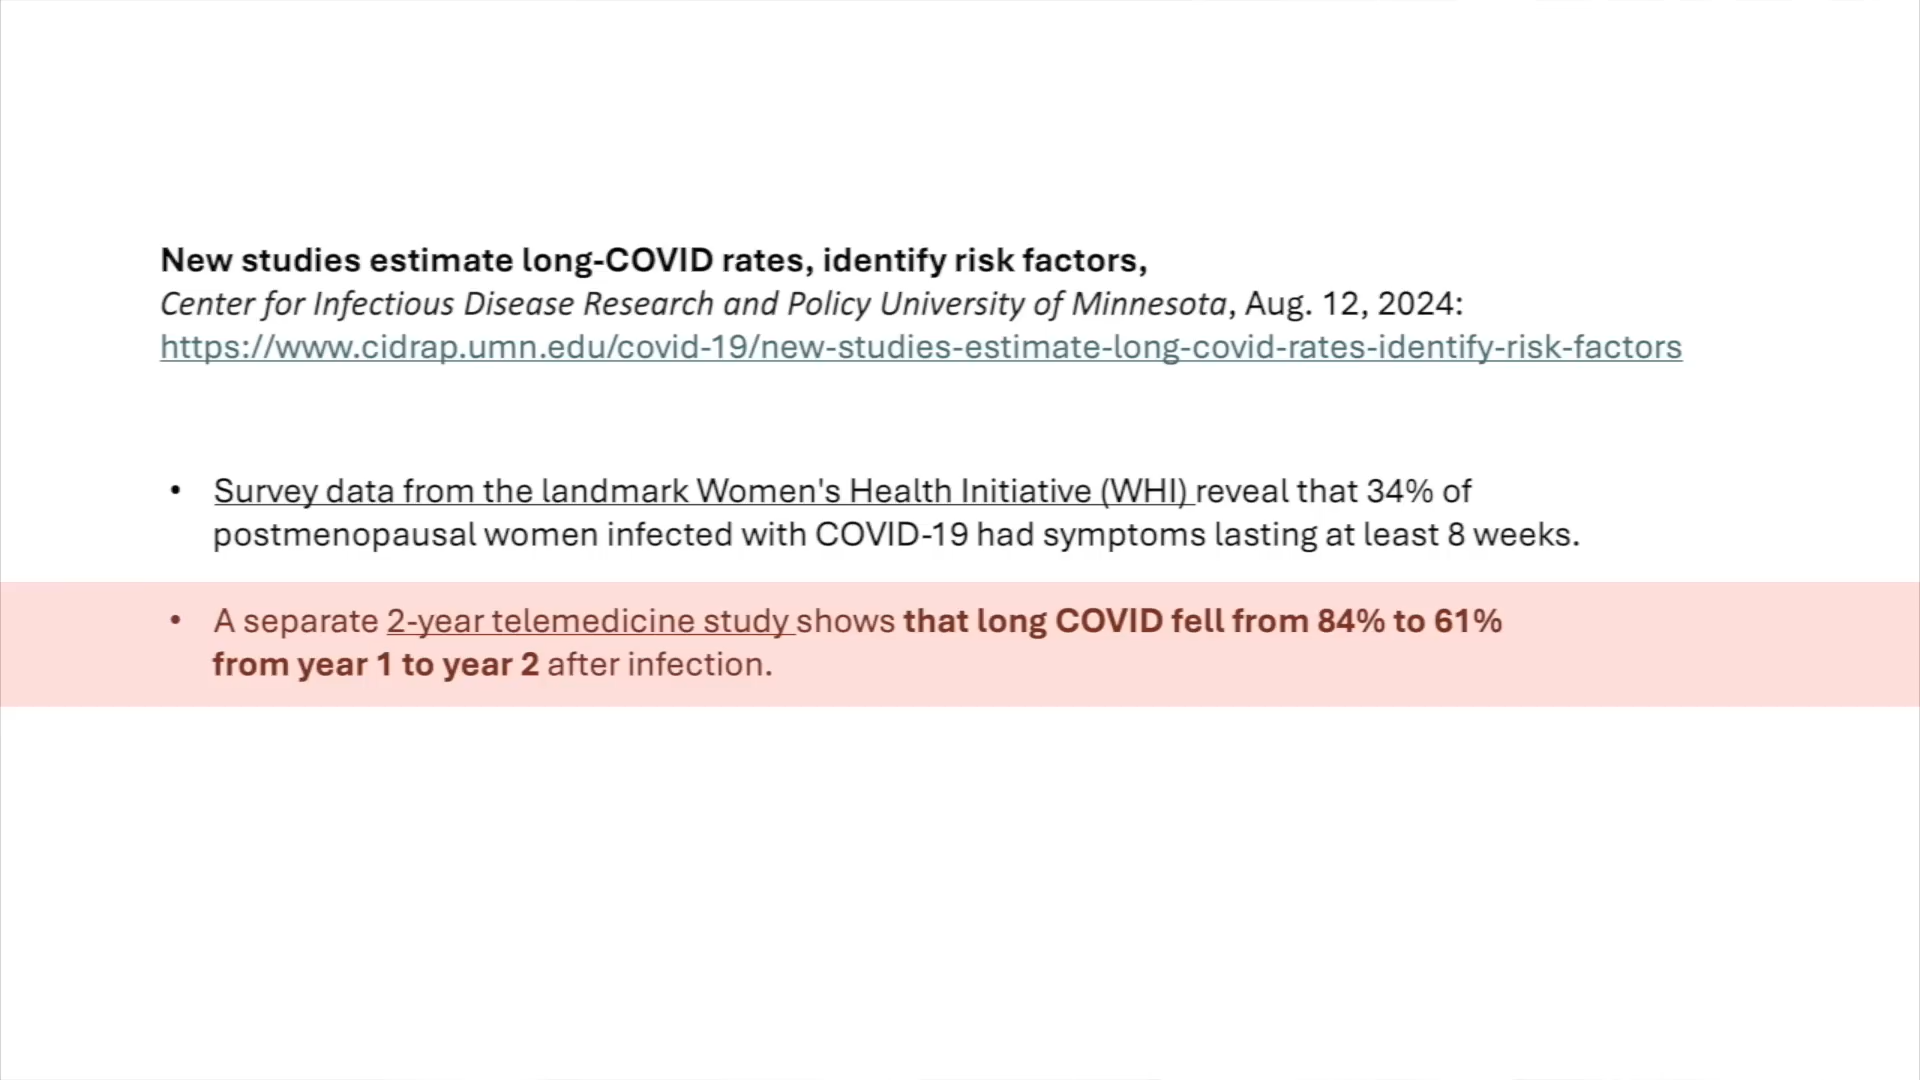 New studies estimate long-COVID rates, identify risk factors,
Center for Infectious Disease Research and Policy University of Minnesota, Aug. 12, 2024:
https://www.cidrap.umn.edu/covid-19/new-studies-estimate-long-covid-rates-identify-risk-factors
• Survey data from the landmark Women's Health Initiative (WHI) reveal that 34% of
postmenopausal women infected with COVID-19 had symptoms lasting at least 8 weeks.
• A separate 2-year telemedicine study shows that long COVID fell from 84% to 61%
from year 1 to year 2 after infection.